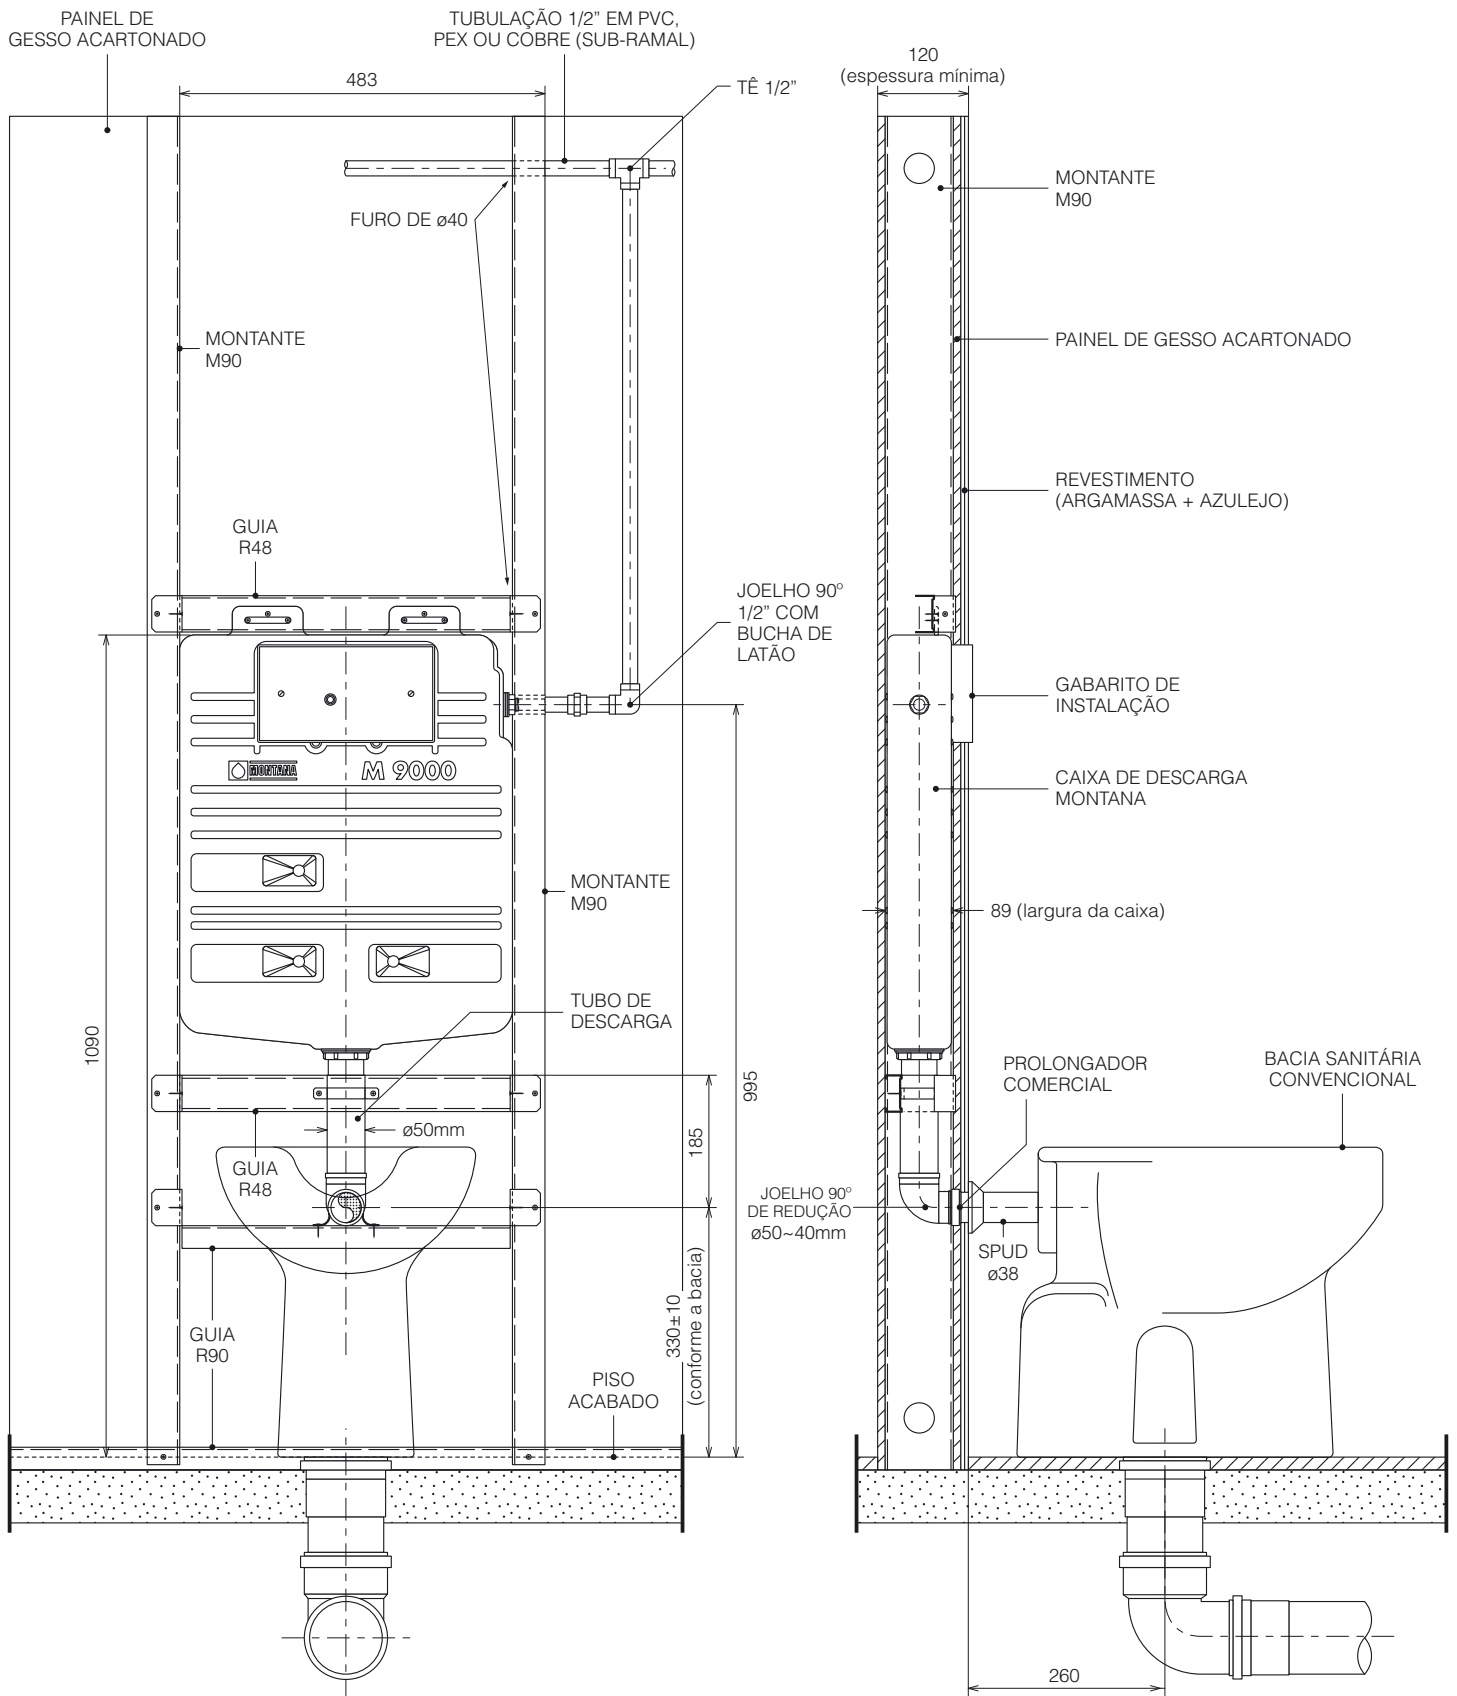 PAINEL DE
GESSO ACARTONADO
TUBULAÇÃO 1/2” EM PVC,
PEX OU COBRE (SUB-RAMAL)
483
TÊ 1/2”
FURO DE ø40
MONTANTE
M90
GUIA
R48
JOELHO 90º
1/2” COM
BUCHA DE
LATÃO
MONTANA
M 9000
MONTANTE
M90
TUBO DE
DESCARGA
1090
995
185
ø50mm
GUIA
R48
330±10
(conforme a bacia)
GUIA
R90
PISO
ACABADO
120
(espessura mínima)
MONTANTE
M90
PAINEL DE GESSO ACARTONADO
REVESTIMENTO
(ARGAMASSA + AZULEJO)
GABARITO DE
INSTALAÇÃO
CAIXA DE DESCARGA
MONTANA
89 (largura da caixa)
PROLONGADOR
COMERCIAL
BACIA SANITÁRIA
CONVENCIONAL
JOELHO 90º
DE REDUÇÃO
ø50~40mm
SPUD
ø38
260